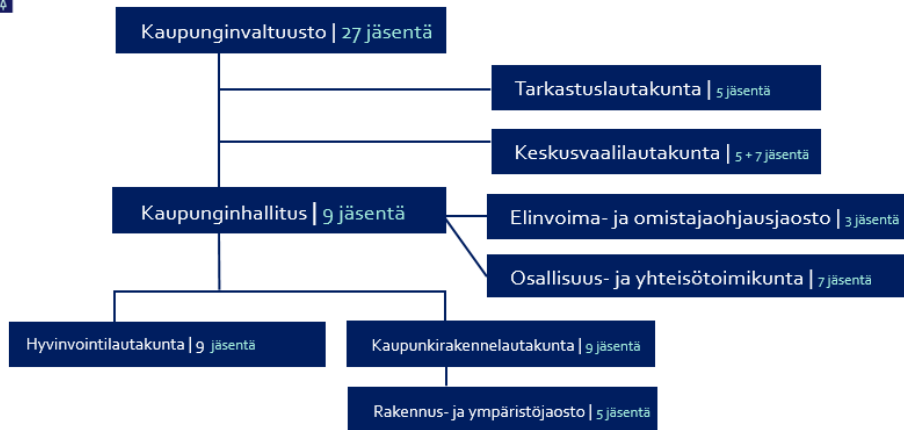 Kaupunginvaltuusto | 27 jäsentä
Tarkastuslautakunta | 5 jäsentä
Keskusvaalilautakunta | 5 + 7 jäsentä
Kaupunginhallitus | 9 jäsentä
Elinvoima- ja omistajaohjausjaosto | 3 jäsentä
Osallisuus- ja yhteisötoimikunta | 7 jäsentä
Hyvinvointilautakunta | 9 jäsentä
Kaupunkirakennelautakunta | 9 jäsentä
Rakennus- ja ympäristöjaosto | 5 jäsentä